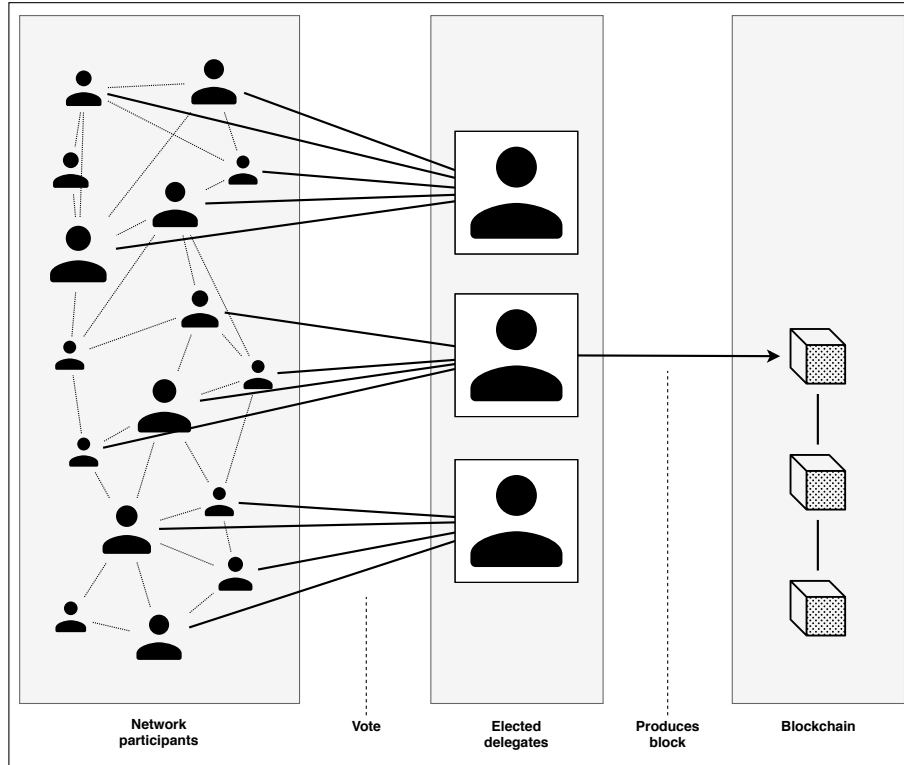 Network
participants
Vote
Elected
delegates
Produces
block
Blockchain